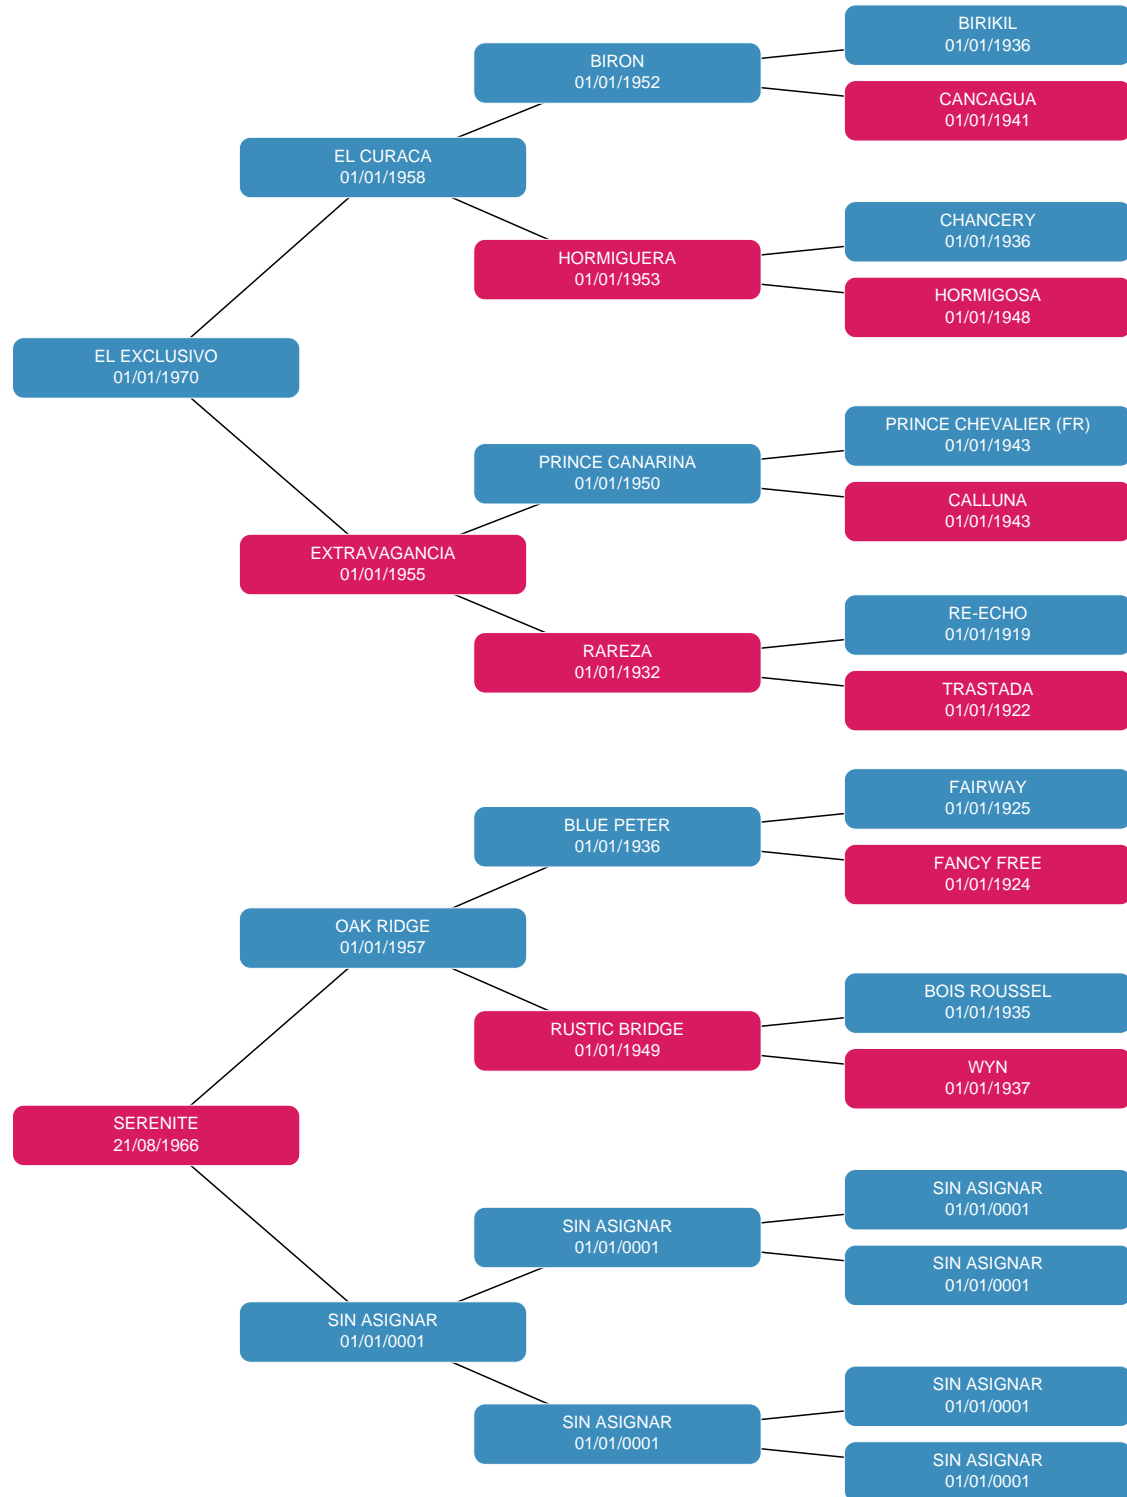 BIRIKIL
01/01/1936
BIRON
01/01/1952
CANCAGUA
01/01/1941
EL CURACA
01/01/1958
CHANCERY
01/01/1936
HORMIGUERA
01/01/1953
HORMIGOSA
01/01/1948
EL EXCLUSIVO
01/01/1970
PRINCE CHEVALIER (FR)
01/01/1943
PRINCE CANARINA
01/01/1950
CALLUNA
01/01/1943
EXTRAVAGANCIA
01/01/1955
RE-ECHO
01/01/1919
RAREZA
01/01/1932
TRASTADA
01/01/1922
FAIRWAY
01/01/1925
BLUE PETER
01/01/1936
FANCY FREE
01/01/1924
OAK RIDGE
01/01/1957
BOIS ROUSSEL
01/01/1935
RUSTIC BRIDGE
01/01/1949
WYN
01/01/1937
SERENITE
21/08/1966
SIN ASIGNAR
01/01/0001
SIN ASIGNAR
01/01/0001
SIN ASIGNAR
01/01/0001
SIN ASIGNAR
01/01/0001
SIN ASIGNAR
01/01/0001
SIN ASIGNAR
01/01/0001
SIN ASIGNAR
01/01/0001